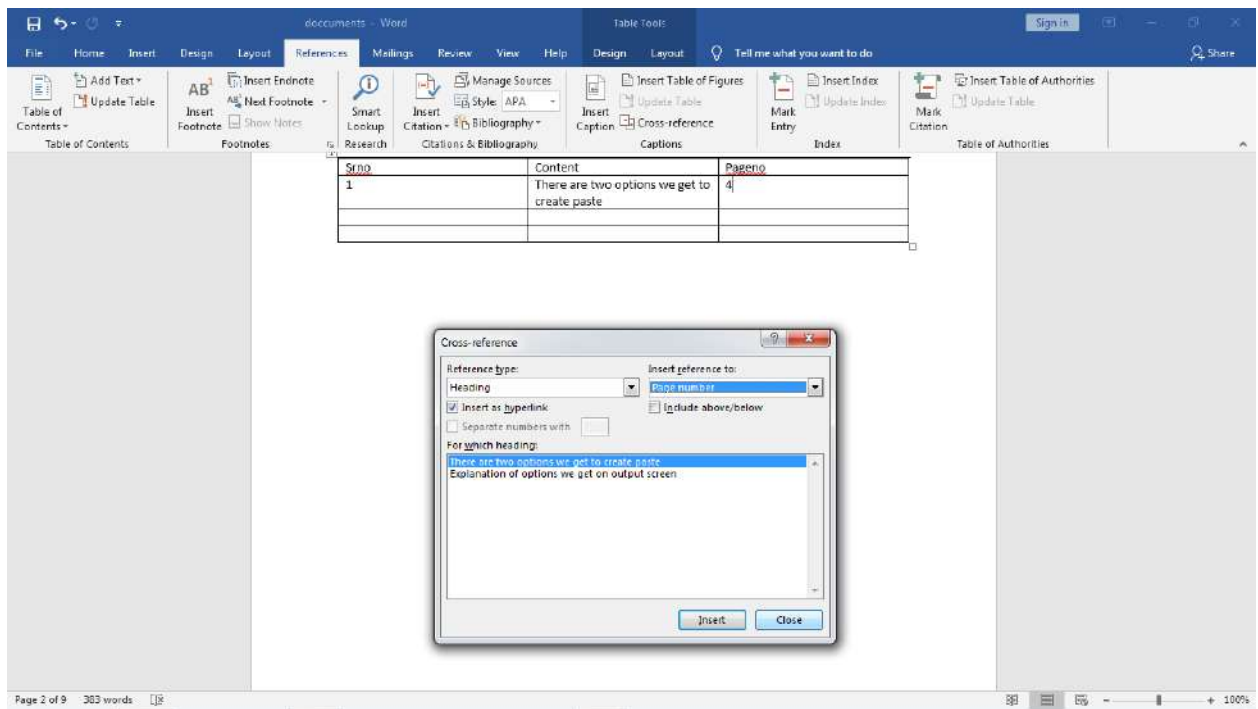 doccuments - Word
Table Tools
Sign in
File Home Insert Design Layout References Mailings Review View Help Design Layout Tell me what you want to do Share
Table of Contents
Add Text
Update Table
Table of Contents
AB1
Insert Footnote
Insert Endnote
Next Footnote
Show Notes
Footnotes
Smart Lookup
Research
Insert Citation
Manage Sources
Style: APA
Bibliography
Citations & Bibliography
Insert Caption
Insert Table of Figures
Update Table
Cross-reference
Captions
Mark Entry
Insert Index
Update Index
Index
Mark Citation
Insert Table of Authorities
Update Table
Table of Authorities
Srno Content Pageno
1 There are two options we get to 4
create paste
Cross-reference
Reference type: Insert reference to:
Heading Page number
Insert as hyperlink Include above/below
Separate numbers with
For which heading:
There are two options we get to create paste
Explanation of options we get on output screen
Insert Close
Page 2 of 9 383 words 100%